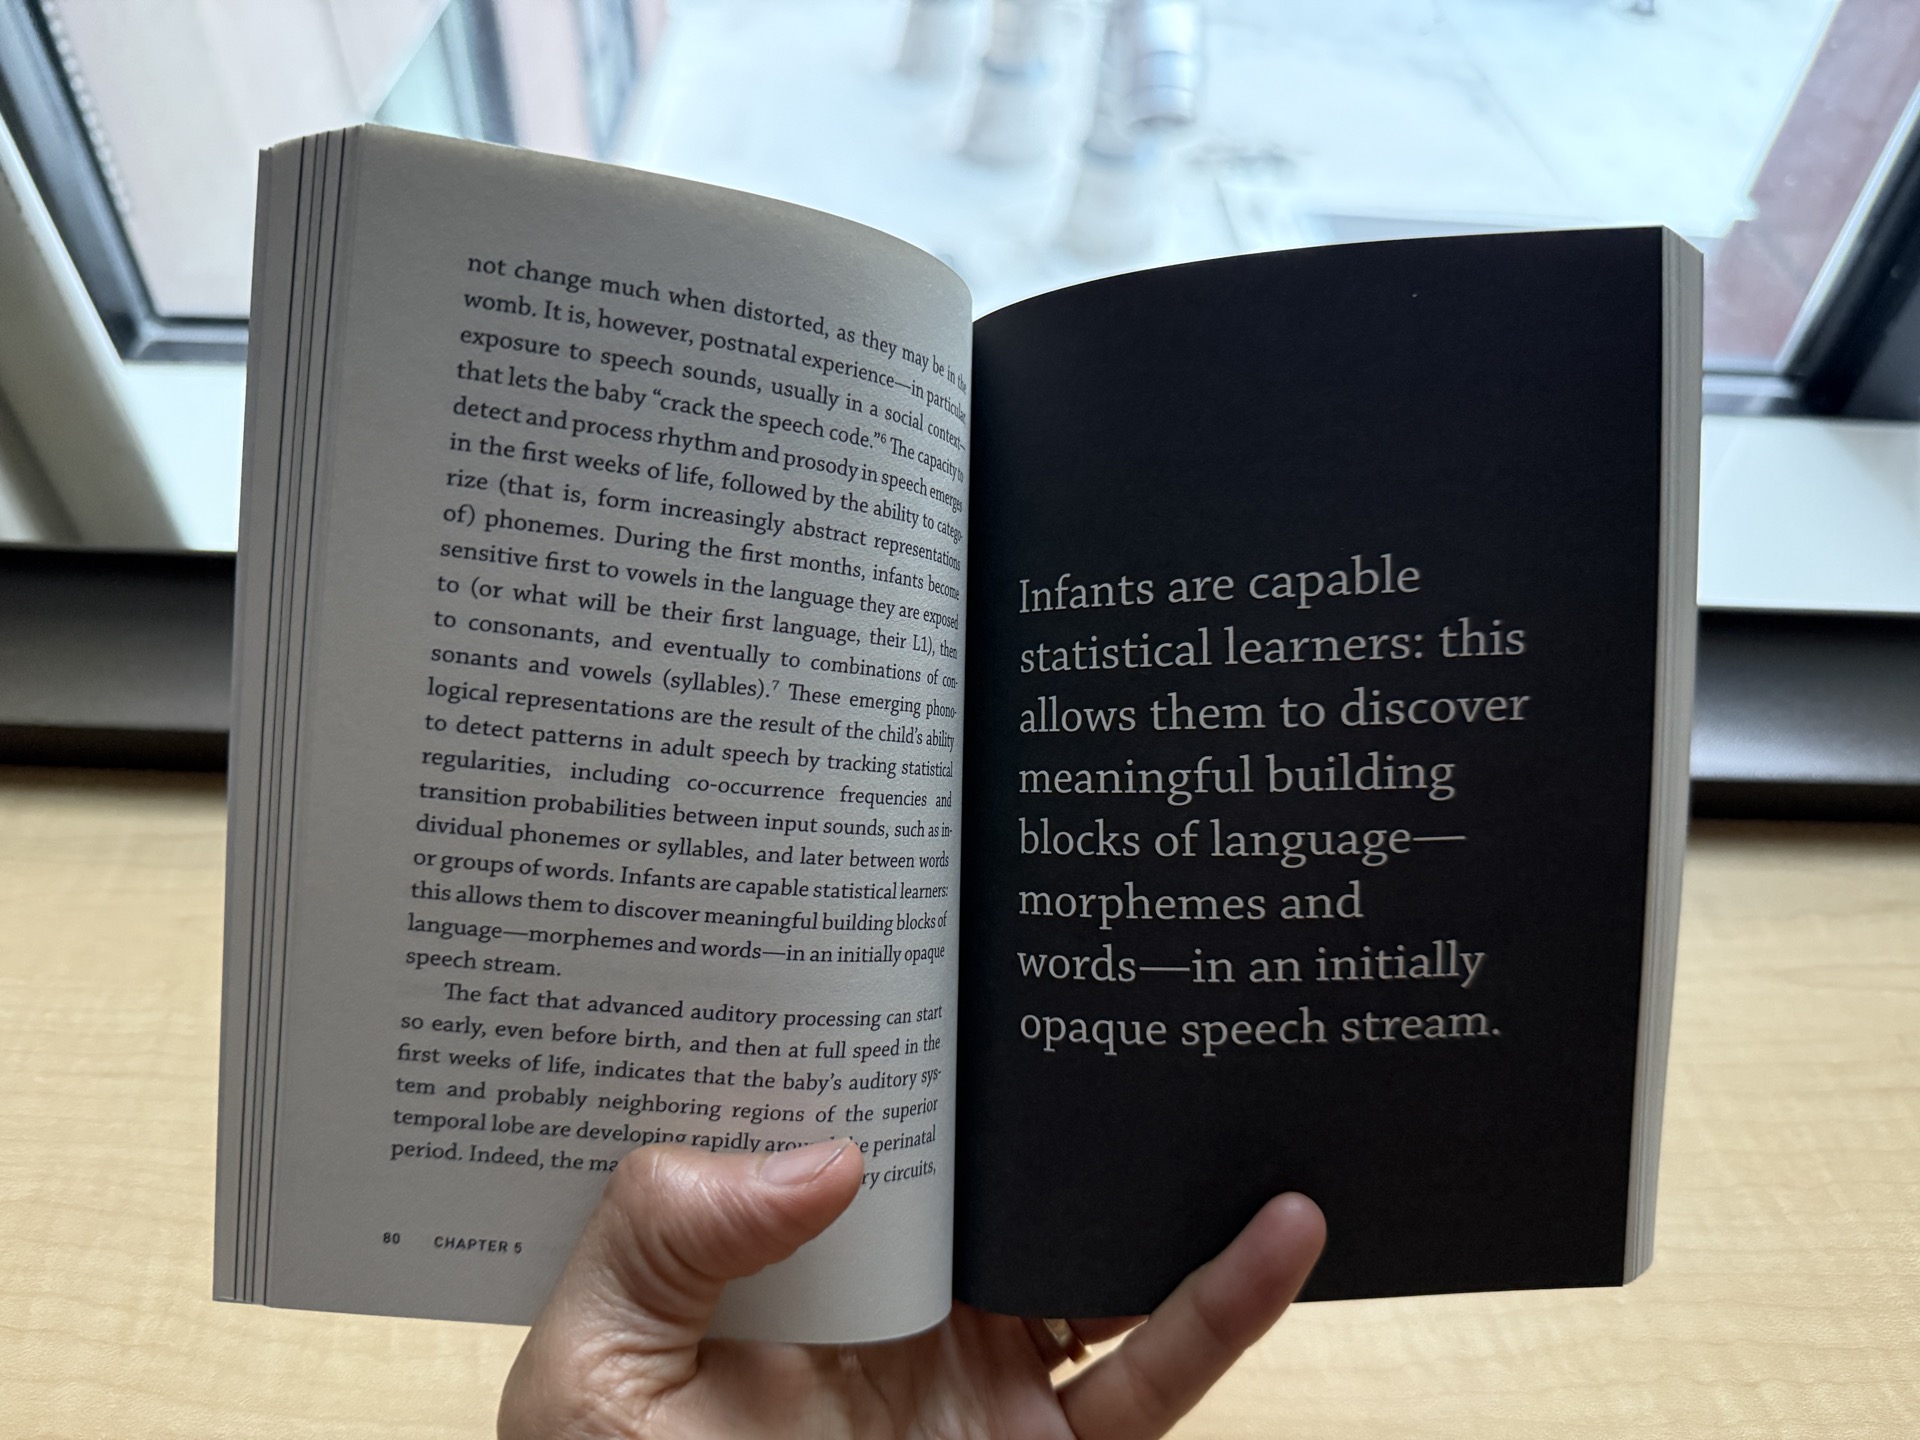 not change much when distorted, as they may be in the
womb. It is, however, postnatal experience—in particular
exposure to speech sounds, usually in a social context—
that lets the baby “crack the speech code.”⁶ The capacity to
detect and process rhythm and prosody in speech emerges
in the first weeks of life, followed by the ability to catego-
rize (that is, form increasingly abstract representations
of) phonemes. During the first months, infants become
sensitive first to vowels in the language they are exposed
to (or what will be their first language, their L1), then
to consonants, and eventually to combinations of con-
sonants and vowels (syllables).⁷ These emerging phono-
logical representations are the result of the child’s ability
to detect patterns in adult speech by tracking statistical
regularities, including co-occurrence frequencies and
transition probabilities between input sounds, such as in-
dividual phonemes or syllables, and later between words
or groups of words. Infants are capable statistical learners:
this allows them to discover meaningful building blocks of
language—morphemes and words—in an initially opaque
speech stream.
The fact that advanced auditory processing can start
so early, even before birth, and then at full speed in the
first weeks of life, indicates that the baby’s auditory sys-
tem and probably neighboring regions of the superior
temporal lobe are developing rapidly perinatal
period. Indeed, the circuits,
80 CHAPTER 5
Infants are capable
statistical learners: this
allows them to discover
meaningful building
blocks of language—
morphemes and
words—in an initially
opaque speech stream.